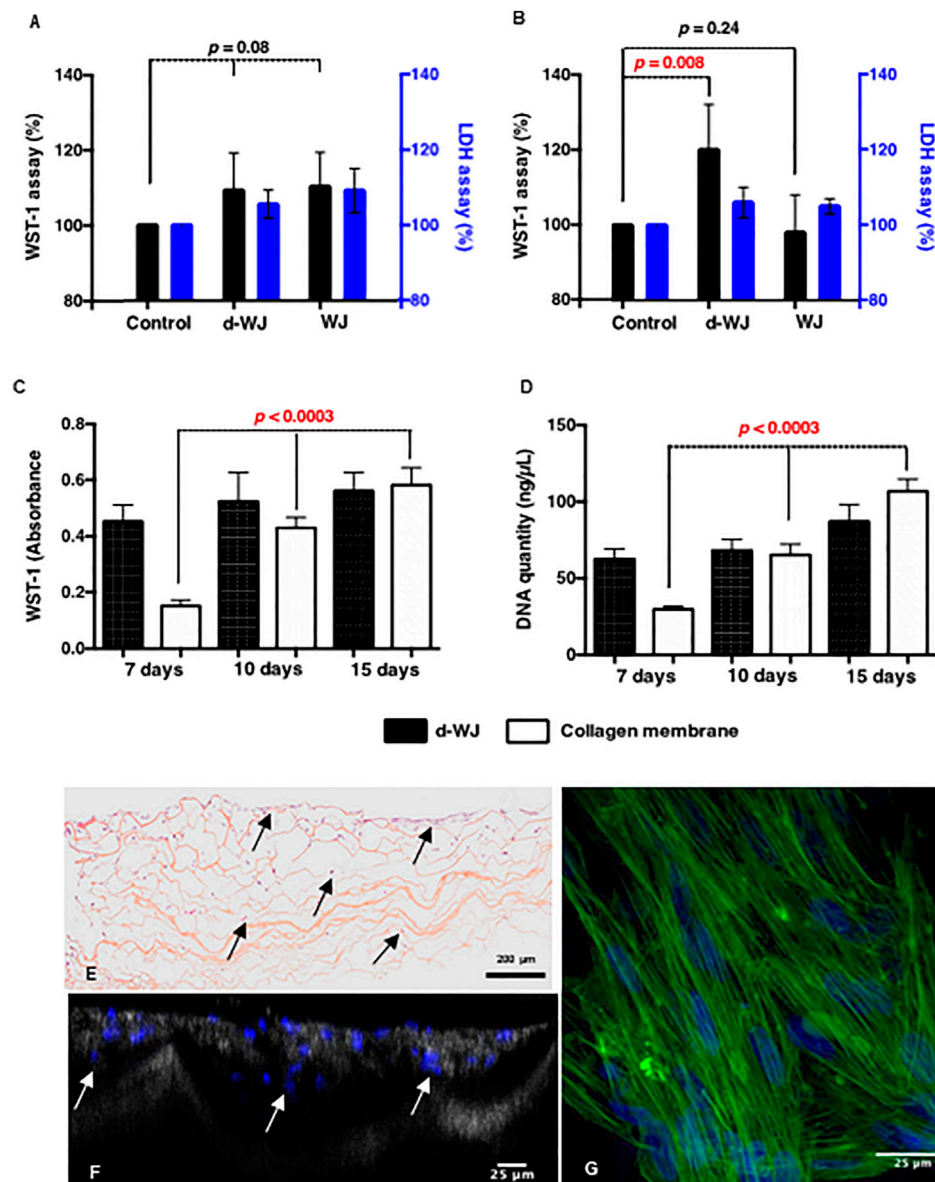 A
p = 0.08
140
120
100
80
WST-1 assay (%)
140
120
100
80
LDH assay (%)
Control d-WJ WJ
B
p = 0.24
p = 0.008
140
120
100
80
WST-1 assay (%)
140
120
100
80
LDH assay (%)
Control d-WJ WJ
C
p < 0.0003
0.8
0.6
0.4
0.2
0.0
WST-1 (Absorbance
7 days 10 days 15 days
D
p < 0.0003
150
100
50
0
DNA quantity (ng/µL)
7 days 10 days 15 days
d-WJ Collagen membrane
E
200 µm
F
25 µm
G
25 µm